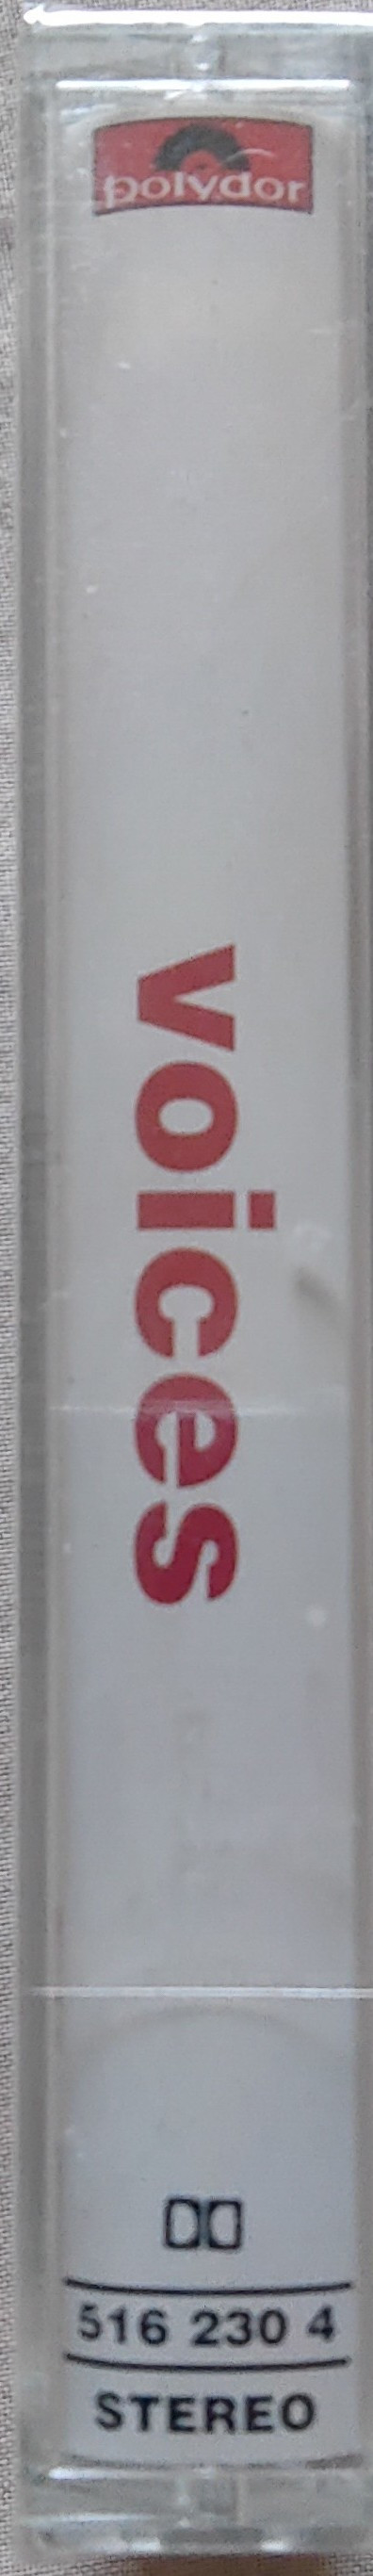 polydor
voices
516 230 4
STEREO